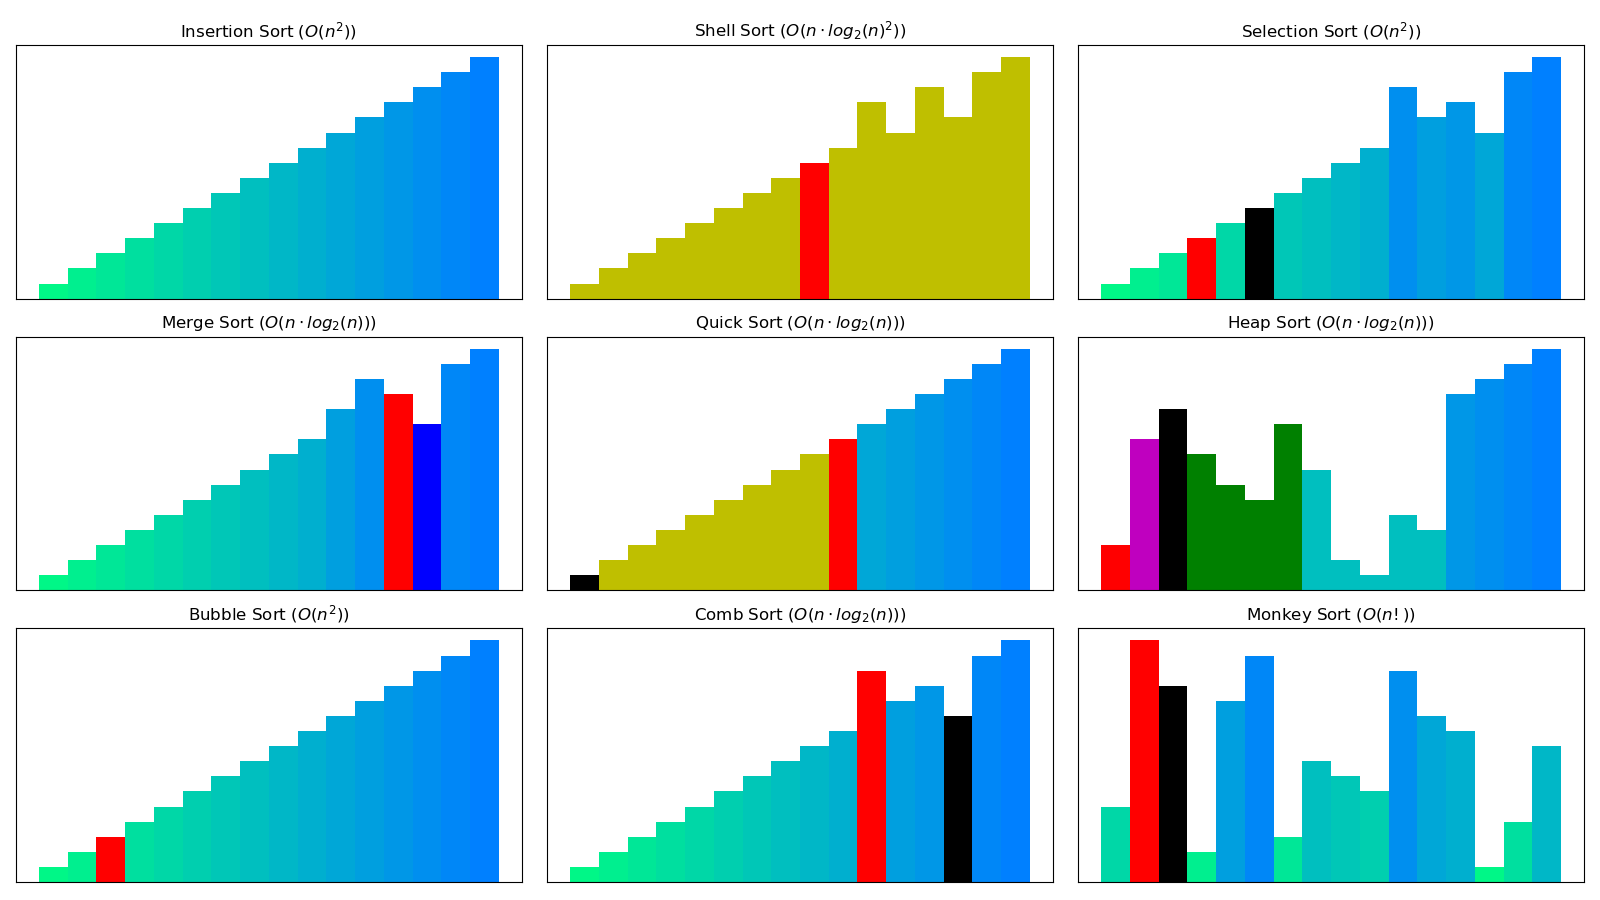 Insertion Sort (O(n²))
Shell Sort (O(n · log₂(n)²))
Selection Sort (O(n²))
Merge Sort (O(n · log₂(n)))
Quick Sort (O(n · log₂(n)))
Heap Sort (O(n · log₂(n)))
Bubble Sort (O(n²))
Comb Sort (O(n · log₂(n)))
Monkey Sort (O(n! ))